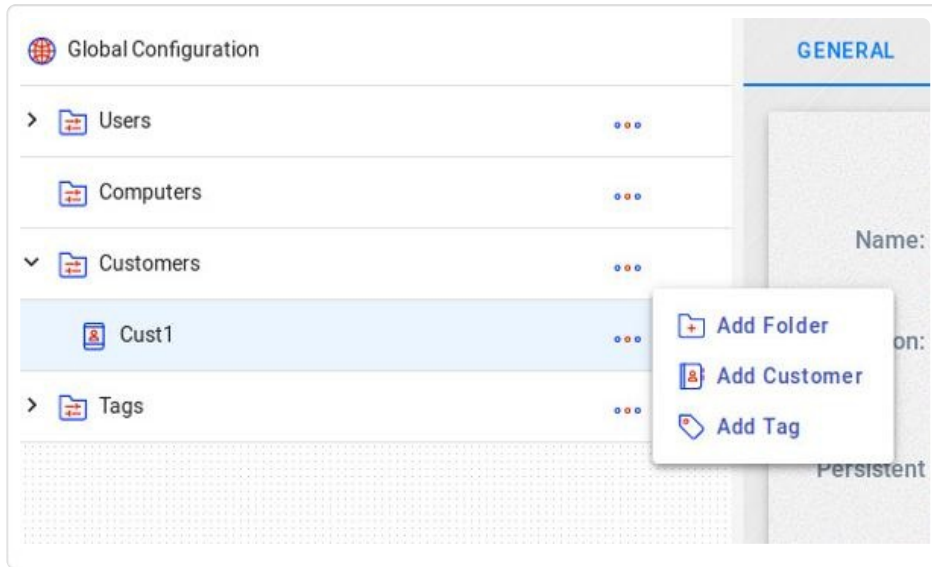 Global Configuration
GENERAL
Users
Computers
Name:
Customers
Cust1
on:
Add Folder
Add Customer
Add Tag
Tags
Persistent